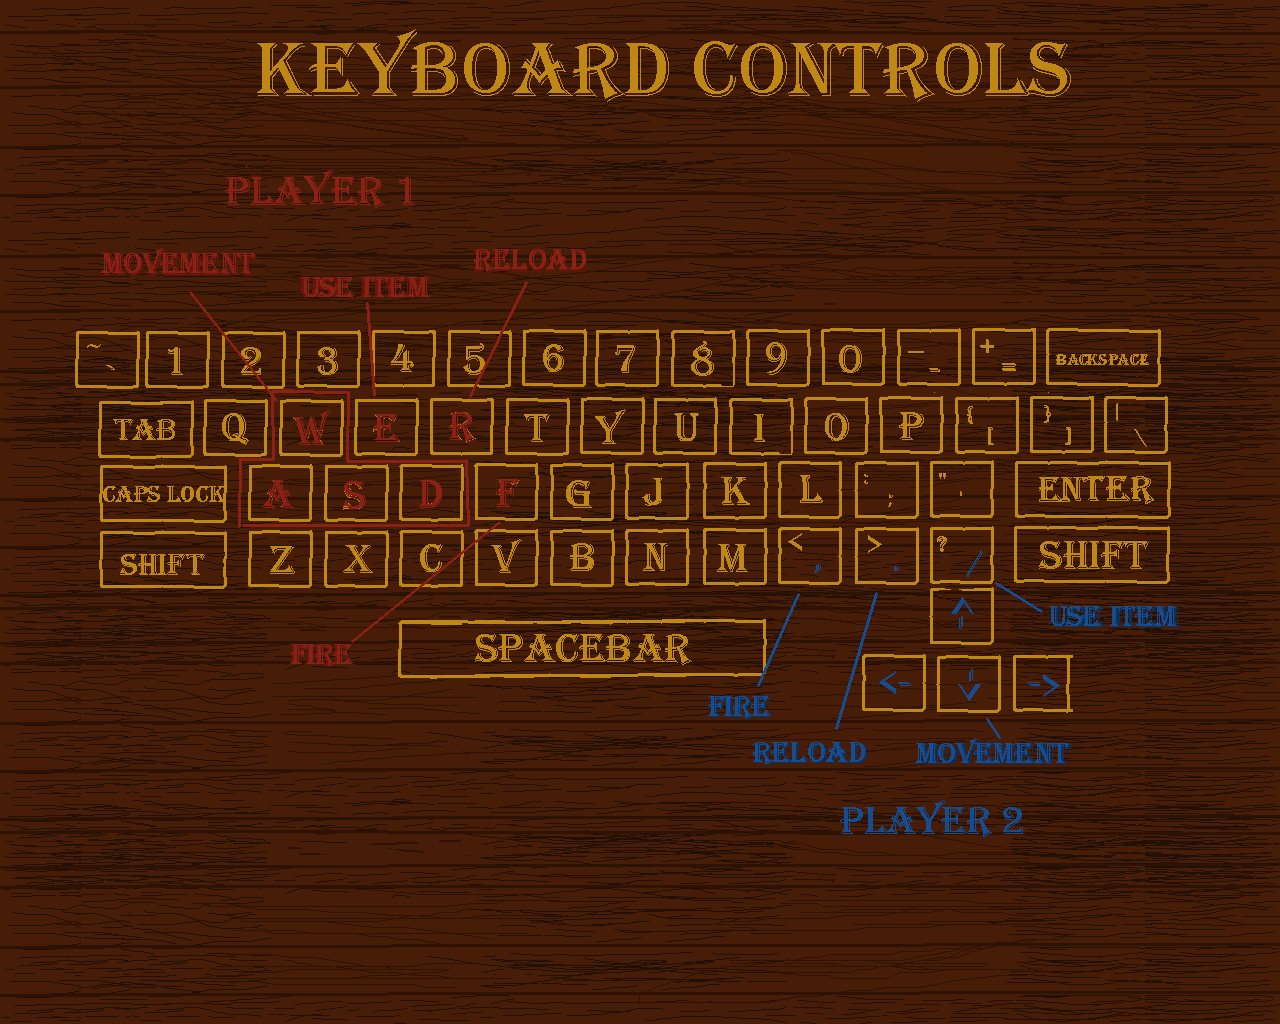 KEYBOARD CONTROLS
PLAYER 1
MOVEMENT
USE ITEM
RELOAD
~ ` 1 2 3 4 5 6 7 8 9 0 — - + = BACKSPACE
TAB Q W E R T Y U I O P { [ } ] | \
CAPS LOCK A S D F G J K L : ; " ' ENTER
SHIFT Z X C V B N M < , > . ? / SHIFT
↑
USE ITEM
FIRE
SPACEBAR
← ↓ →
FIRE
RELOAD
MOVEMENT
PLAYER 2